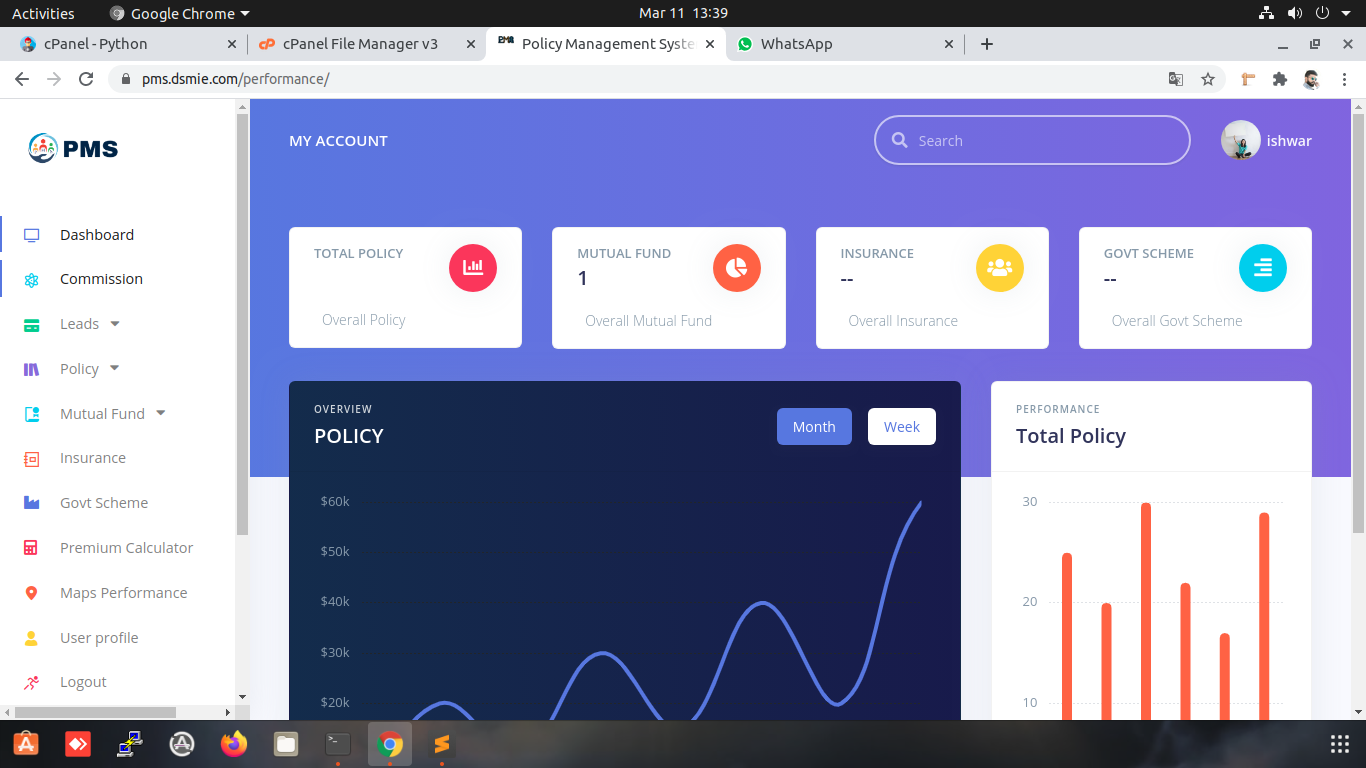 Activities
Google Chrome
Mar 11 13:39
cPanel - Python
cPanel File Manager v3
Policy Management Syste
WhatsApp
pms.dsmie.com/performance/
PMS
MY ACCOUNT
Search
ishwar
Dashboard
Commission
Leads
Policy
Mutual Fund
Insurance
Govt Scheme
Premium Calculator
Maps Performance
User profile
Logout
TOTAL POLICY
Overall Policy
MUTUAL FUND
1
Overall Mutual Fund
INSURANCE
--
Overall Insurance
GOVT SCHEME
--
Overall Govt Scheme
OVERVIEW
POLICY
Month
Week
$60k
$50k
$40k
$30k
$20k
PERFORMANCE
Total Policy
30
20
10